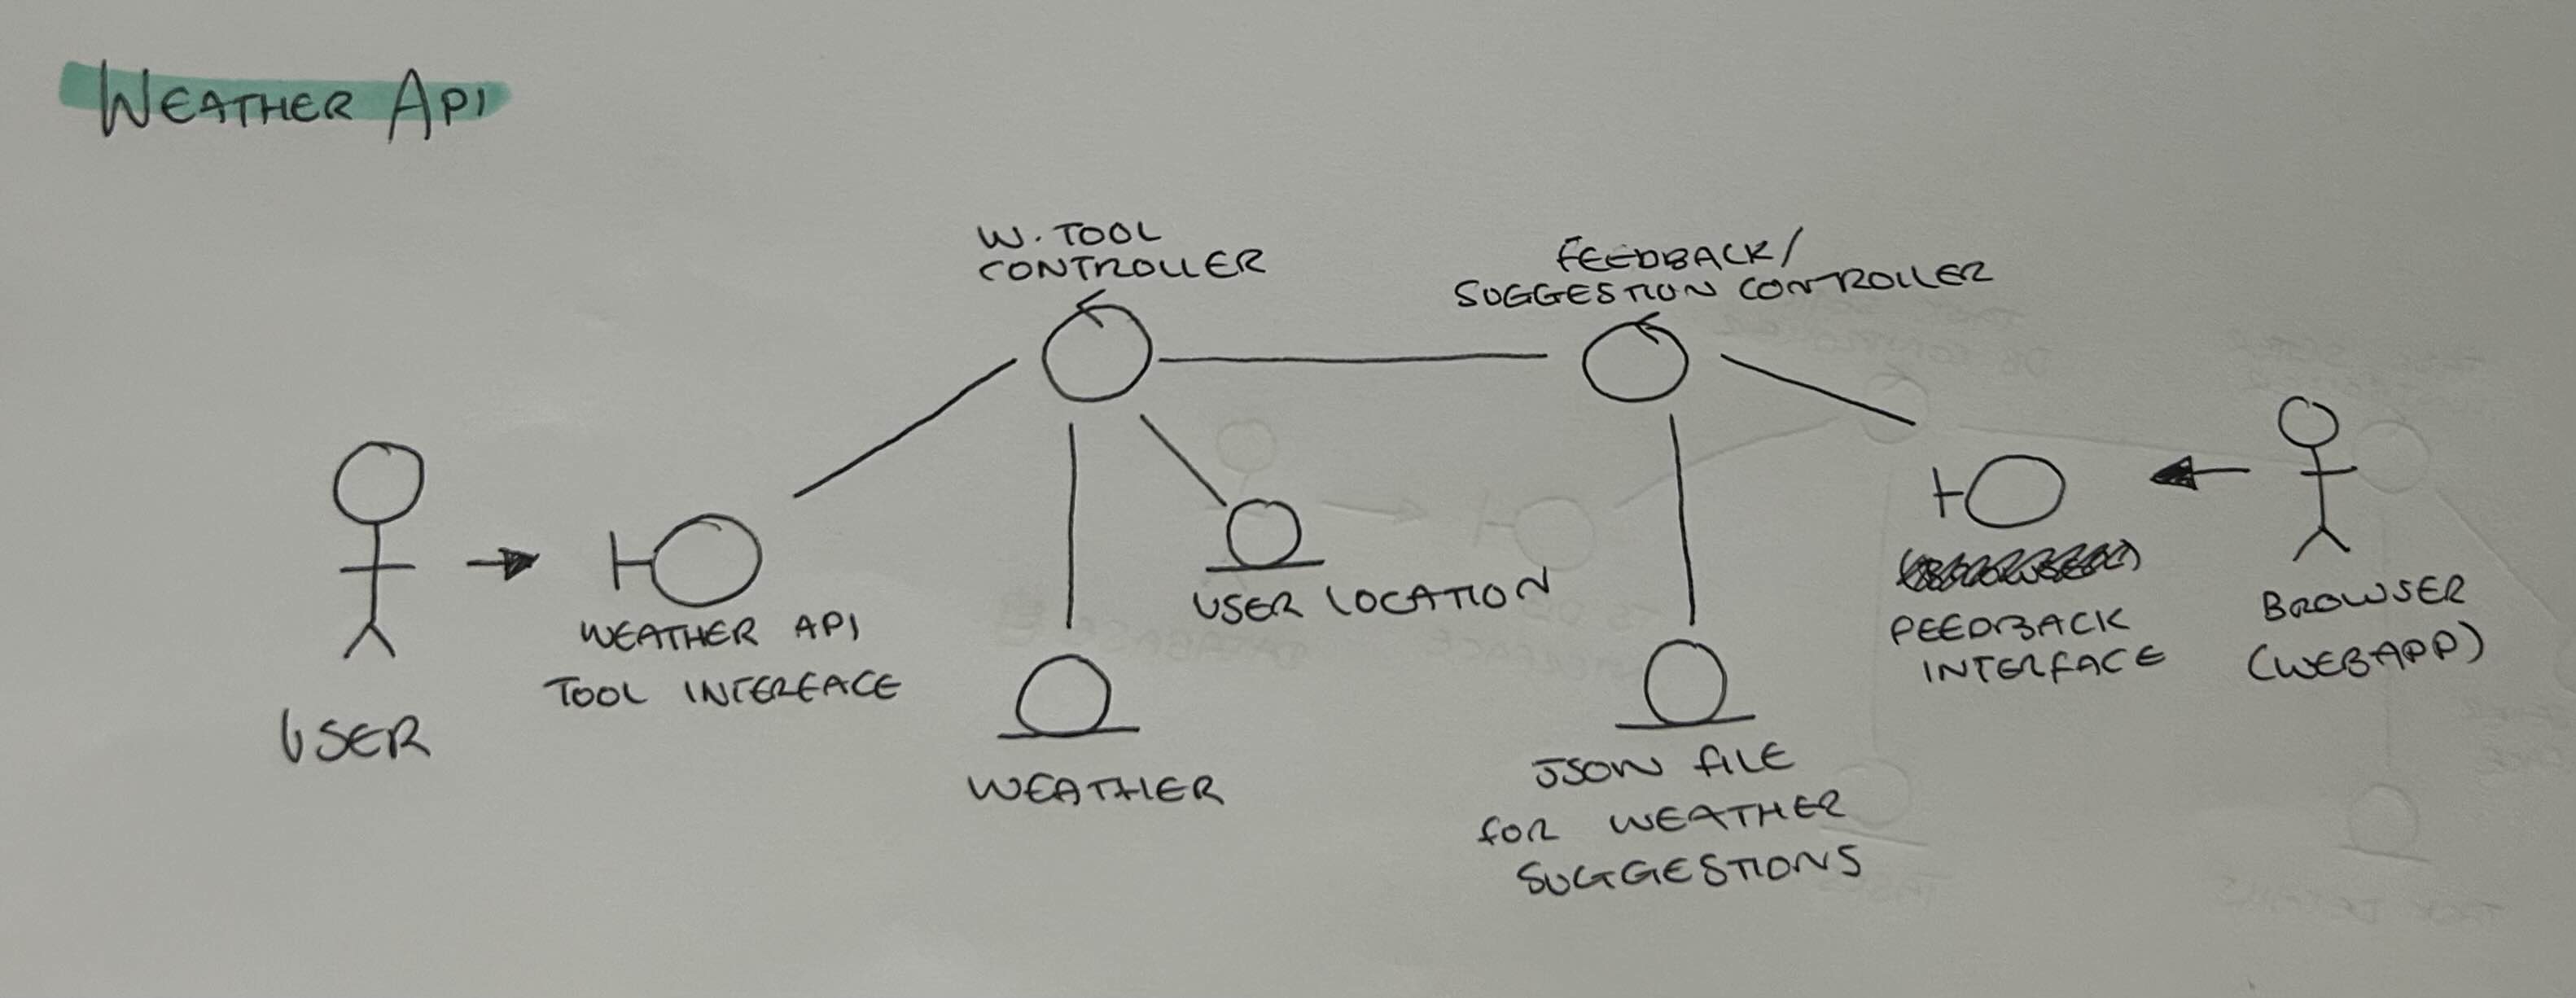 WEATHER API
W. TOOL
CONTROLLER
FEEDBACK/
SUGGESTION CONTROLLER
USER
WEATHER API
TOOL INTERFACE
USER LOCATION
WEATHER
JSON FILE
FOR WEATHER
SUGGESTIONS
FEEDBACK
INTERFACE
BROWSER
(WEBAPP)